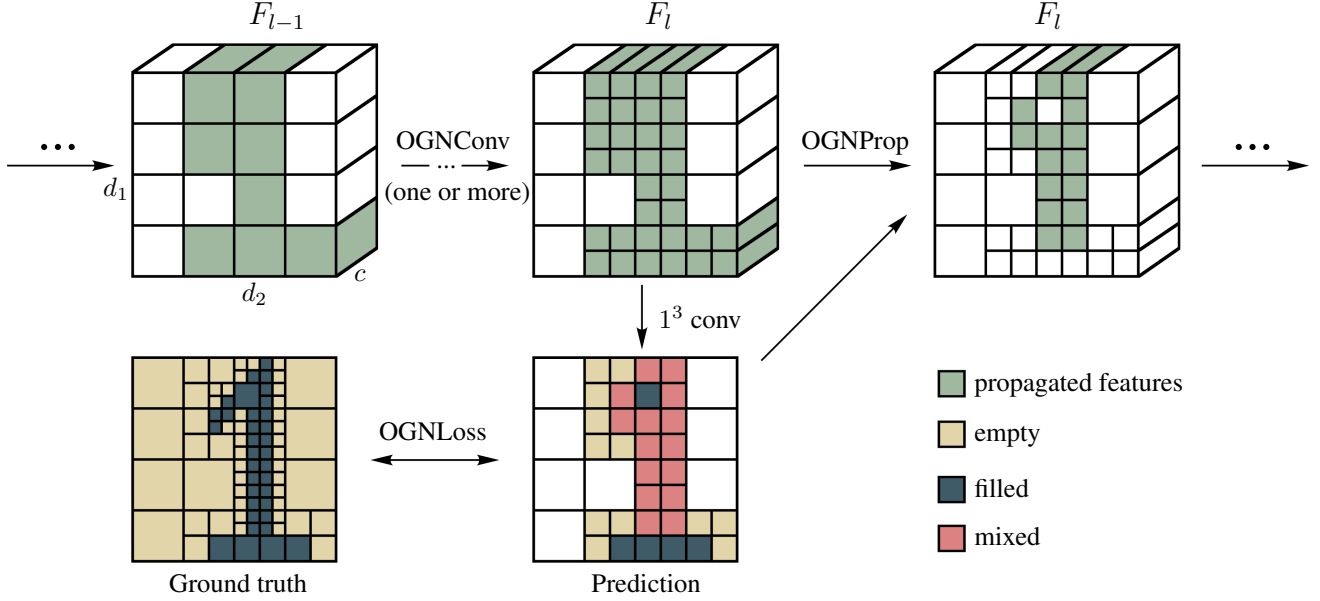 F_{l−1}
F_l
F_l
...
OGNConv
...
(one or more)
OGNProp
...
d_1
d_2
c
1^3 conv
OGNLoss
Ground truth
Prediction
propagated features
empty
filled
mixed